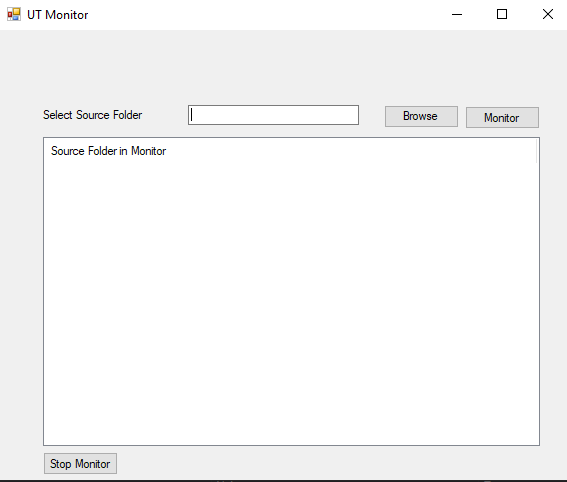 UT Monitor
Select Source Folder Browse Monitor
Source Folder in Monitor
Stop Monitor